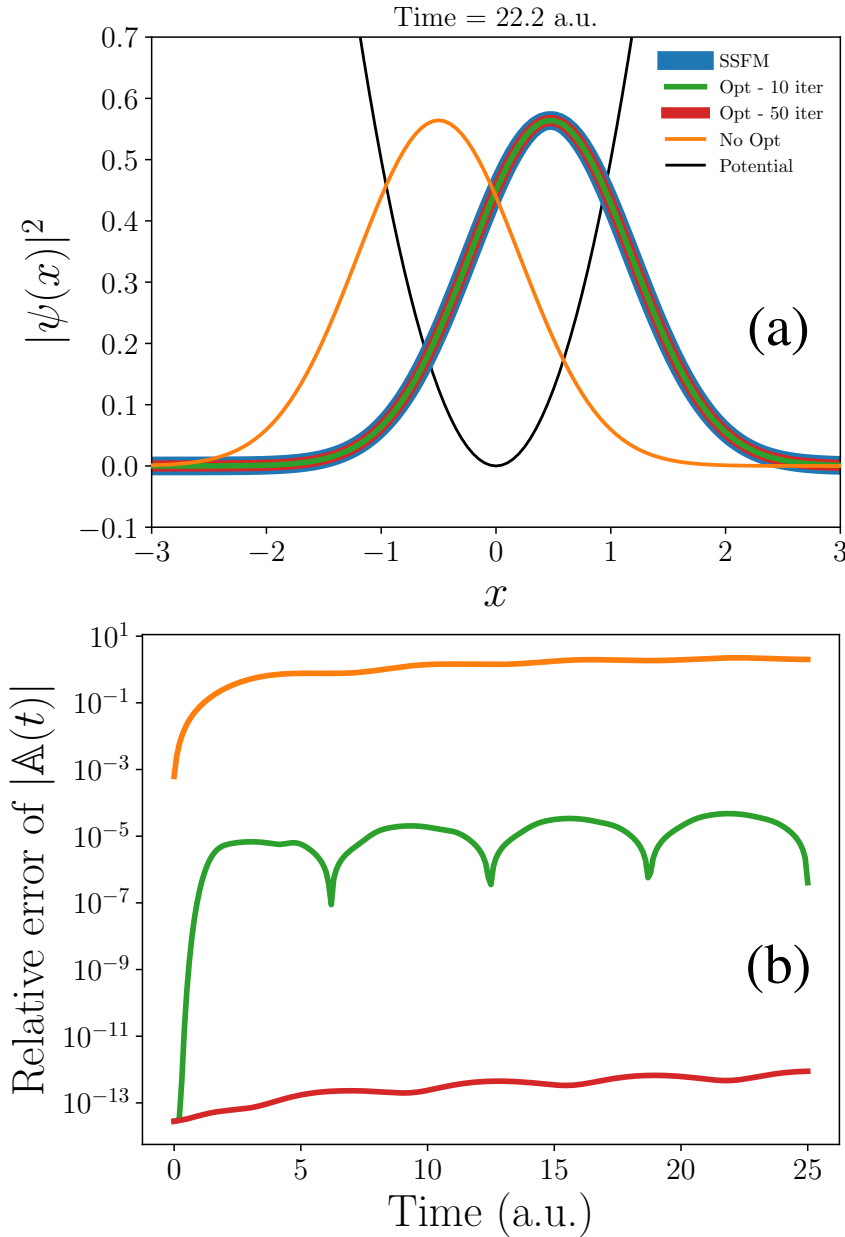 Time = 22.2 a.u.
0.7
0.6
0.5
0.4
0.3
0.2
0.1
0.0
−0.1
|ψ(x)|²
SSFM
Opt - 10 iter
Opt - 50 iter
No Opt
Potential
(a)
−3 −2 −1 0 1 2 3
x
10¹
10⁻¹
10⁻³
10⁻⁵
10⁻⁷
10⁻⁹
10⁻¹¹
10⁻¹³
Relative error of |𝔸(t)|
(b)
0 5 10 15 20 25
Time (a.u.)